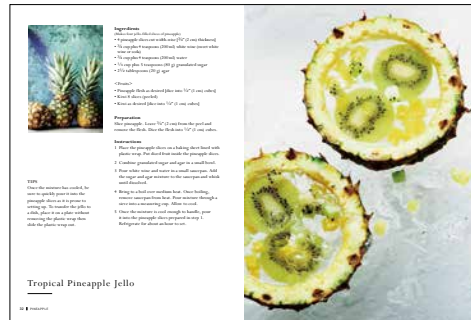 Ingredients
(Makes four jello-filled slices of pineapple)
• 4 pineapple slices cut width-wise [¾" (2 cm) thickness]
• ¾ cup plus 4 teaspoons (200 ml) white wine (sweet white
wine or sake)
• ¾ cup plus 4 teaspoons (200 ml) water
• ⅓ cup plus 3 teaspoons (80 g) granulated sugar
• 2½ tablespoons (20 g) agar
<Fruits>
• Pineapple flesh as desired [dice into ¾" (1 cm) cubes]
• Kiwi 8 slices (peeled)
• Kiwi as desired [dice into ¾" (1 cm) cubes]
Preparation
Slice pineapple. Leave ¾" (2 cm) from the peel and
remove the flesh. Dice the flesh into ¾" (1 cm) cubes.
Instructions
1 Place the pineapple slices on a baking sheet lined with
plastic wrap. Put diced fruit inside the pineapple slices.
2 Combine granulated sugar and agar in a small bowl.
3 Pour white wine and water in a small saucepan. Add
the sugar and agar mixture to the saucepan and whisk
until dissolved.
4 Bring to a boil over medium heat. Once boiling,
remove saucepan from heat. Pour mixture through a
sieve into a measuring cup. Allow to cool.
5 Once the mixture is cool enough to handle, pour
it into the pineapple slices prepared in step 1.
Refrigerate for about an hour to set.
TIPS
Once the mixture has cooled, be
sure to quickly pour it into the
pineapple slices as it is prone to
setting up. To transfer the jello to
a dish, place it on a plate without
removing the plastic wrap then
slide the plastic wrap out.
Tropical Pineapple Jello
PINEAPPLE